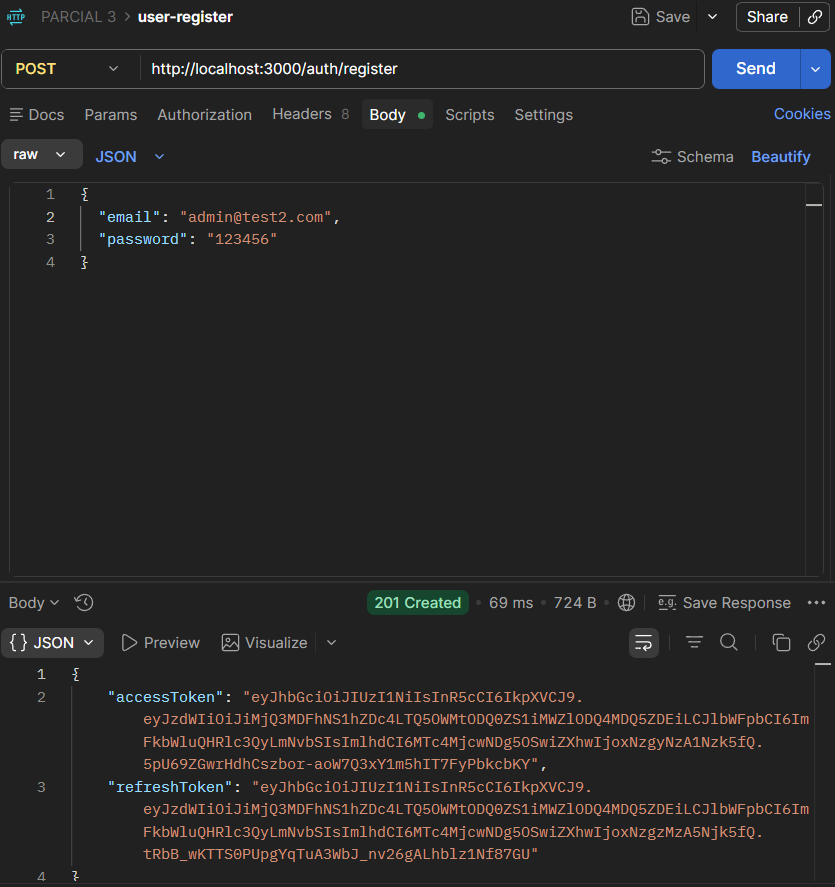 HTTP PARCIAL 3 > user-register Save Share
POST http://localhost:3000/auth/register Send
Docs Params Authorization Headers 8 Body Scripts Settings Cookies
raw JSON Schema Beautify
1 {
2 "email": "admin@test2.com",
3 "password": "123456"
4 }
Body 201 Created 69 ms 724 B e.g. Save Response
{} JSON Preview Visualize
1 {
2 "accessToken": "eyJhbGciOiJIUzI1NiIsInR5cCI6IkpXVCJ9.
eyJzdWIiOiJiMjQ3MDFhNS1hZDc4LTQ5OWMtODQ0ZS1iMWZlODQ4MDQ5ZDEiLCJlbWFpbCI6Im
FkbWluQHRlc3QyLmNvbSIsImlhdCI6MTc4MjcwNDg5OSwiZXhwIjoxNzgyNzA1Nzk5fQ.
5pU69ZGwrHdhCszbor-aoW7Q3xY1m5hIT7FyPbkcbKY",
3 "refreshToken": "eyJhbGciOiJIUzI1NiIsInR5cCI6IkpXVCJ9.
eyJzdWIiOiJiMjQ3MDFhNS1hZDc4LTQ5OWMtODQ0ZS1iMWZlODQ4MDQ5ZDEiLCJlbWFpbCI6Im
FkbWluQHRlc3QyLmNvbSIsImlhdCI6MTc4MjcwNDg5OSwiZXhwIjoxNzgzMzA5Njk5fQ.
tRbB_wKTTS0PUpgYqTuA3WbJ_nv26gALhblz1Nf87GU"
4 }